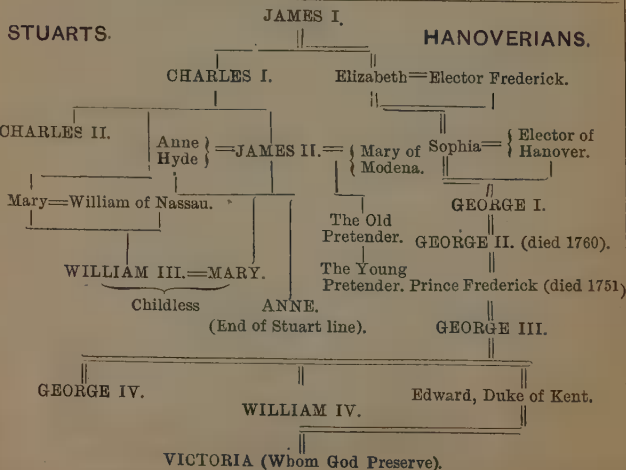 JAMES I.
STUARTS.
HANOVERIANS.
CHARLES I.
Elizabeth=Elector Frederick.
CHARLES II.
Anne
Hyde } =JAMES II.= { Mary of
Modena.
Sophia= { Elector of
Hanover.
Mary=William of Nassau.
GEORGE I.
The Old
Pretender.
GEORGE II. (died 1760).
WILLIAM III.=MARY.
The Young
Pretender.
Prince Frederick (died 1751)
Childless
ANNE.
(End of Stuart line).
GEORGE III.
GEORGE IV.
WILLIAM IV.
Edward, Duke of Kent.
VICTORIA (Whom God Preserve).